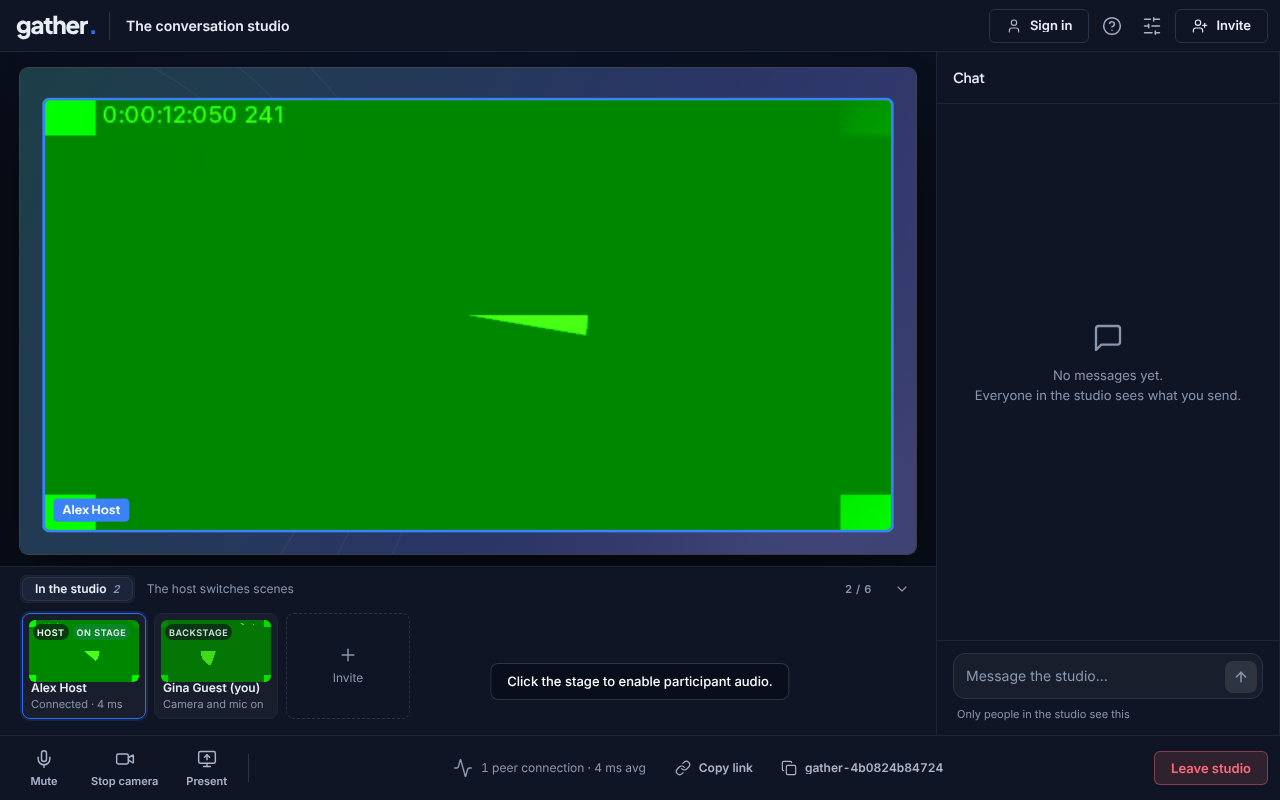 gather.
The conversation studio
Sign in
Invite
0:00:12:050 241
Alex Host
Chat
No messages yet.
Everyone in the studio sees what you send.
In the studio 2
The host switches scenes
2 / 6
HOST
ON STAGE
Alex Host
Connected · 4 ms
BACKSTAGE
Gina Guest (you)
Camera and mic on
Invite
Click the stage to enable participant audio.
Message the studio...
Only people in the studio see this
Mute
Stop camera
Present
1 peer connection · 4 ms avg
Copy link
gather-4b0824b84724
Leave studio